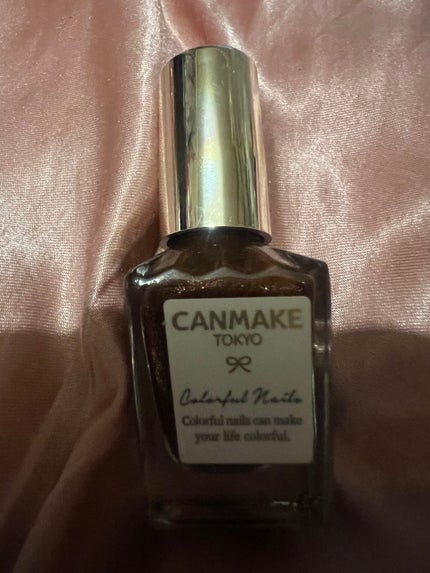 CANMAKE
TOKYO
Colorful Nails
Colorful nails can make
your life colorful.